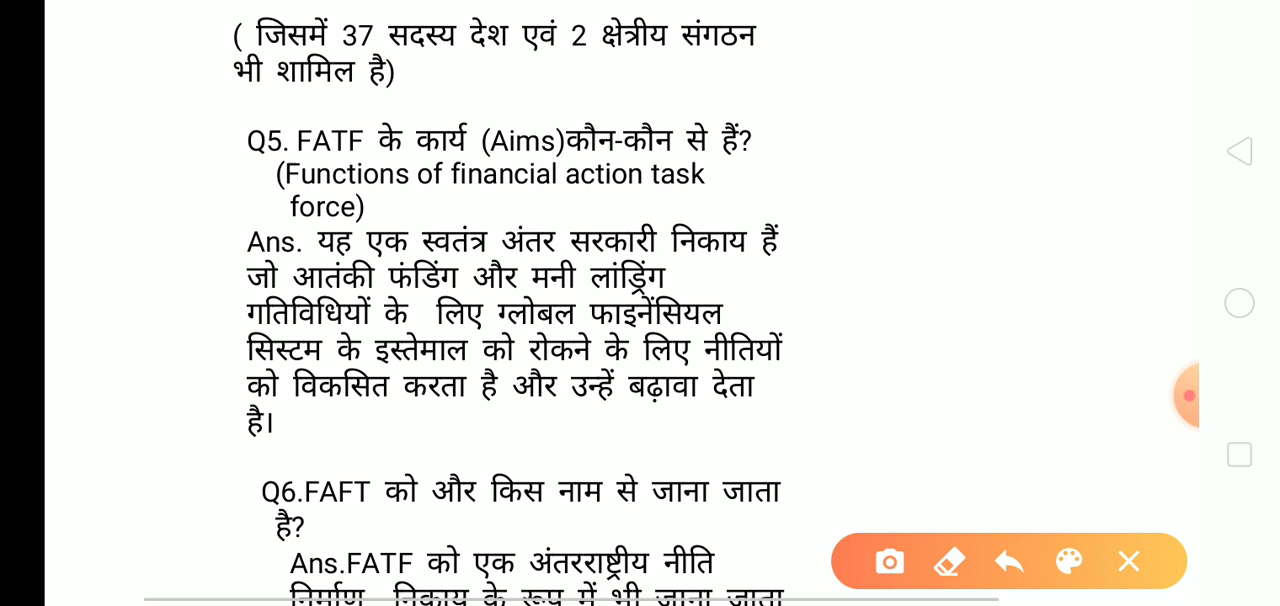 ( जिसमें 37 सदस्य देश एवं 2 क्षेत्रीय संगठन
भी शामिल है)
Q5. FATF के कार्य (Aims)कौन-कौन से हैं?
(Functions of financial action task
force)
Ans. यह एक स्वतंत्र अंतर सरकारी निकाय हैं
जो आतंकी फंडिंग और मनी लांड्रिंग
गतिविधियों के लिए ग्लोबल फाइनेंसियल
सिस्टम के इस्तेमाल को रोकने के लिए नीतियों
को विकसित करता है और उन्हें बढ़ावा देता
है।
Q6.FAFT को और किस नाम से जाना जाता
है?
Ans.FATF को एक अंतरराष्ट्रीय नीति
निर्माण निकाय के रूप में भी जाना जाता